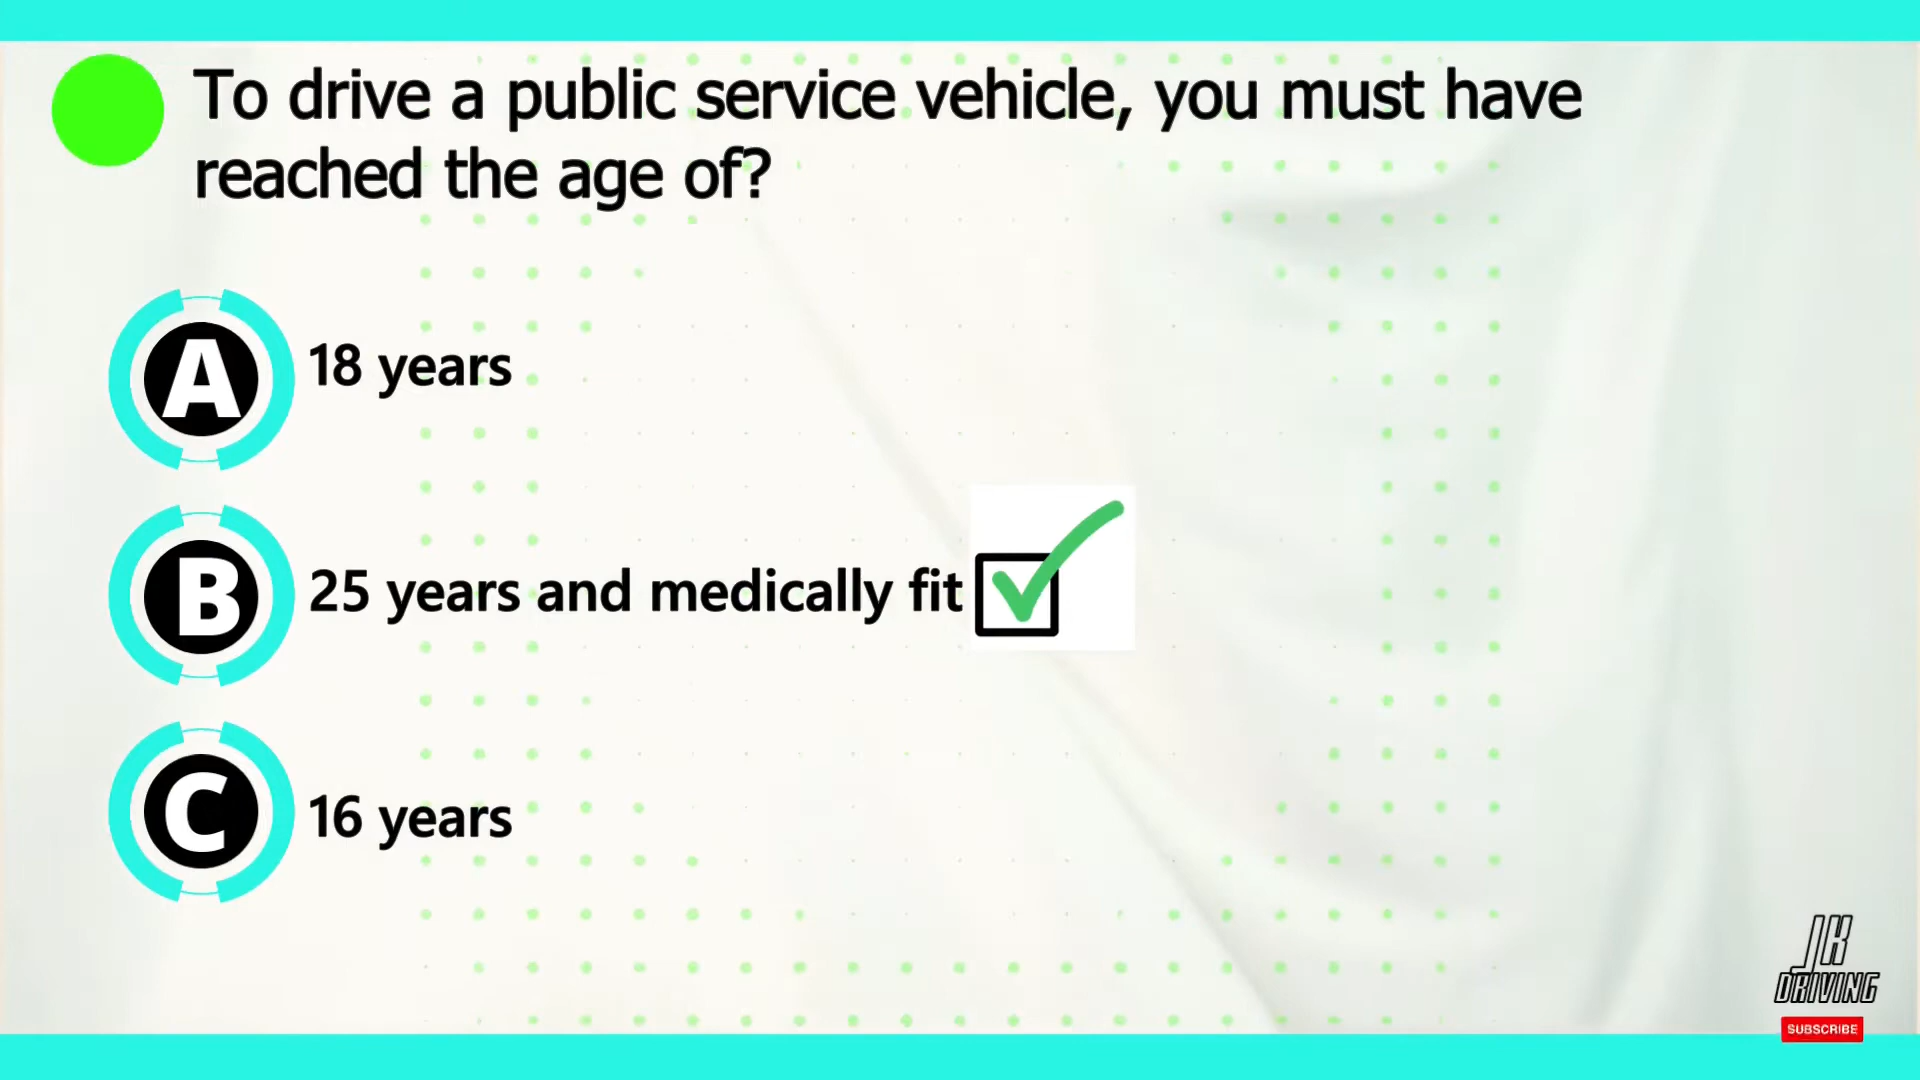 To drive a public service vehicle, you must have
reached the age of?
A
18 years
B
25 years and medically fit
C
16 years
JK
DRIVING
SUBSCRIBE